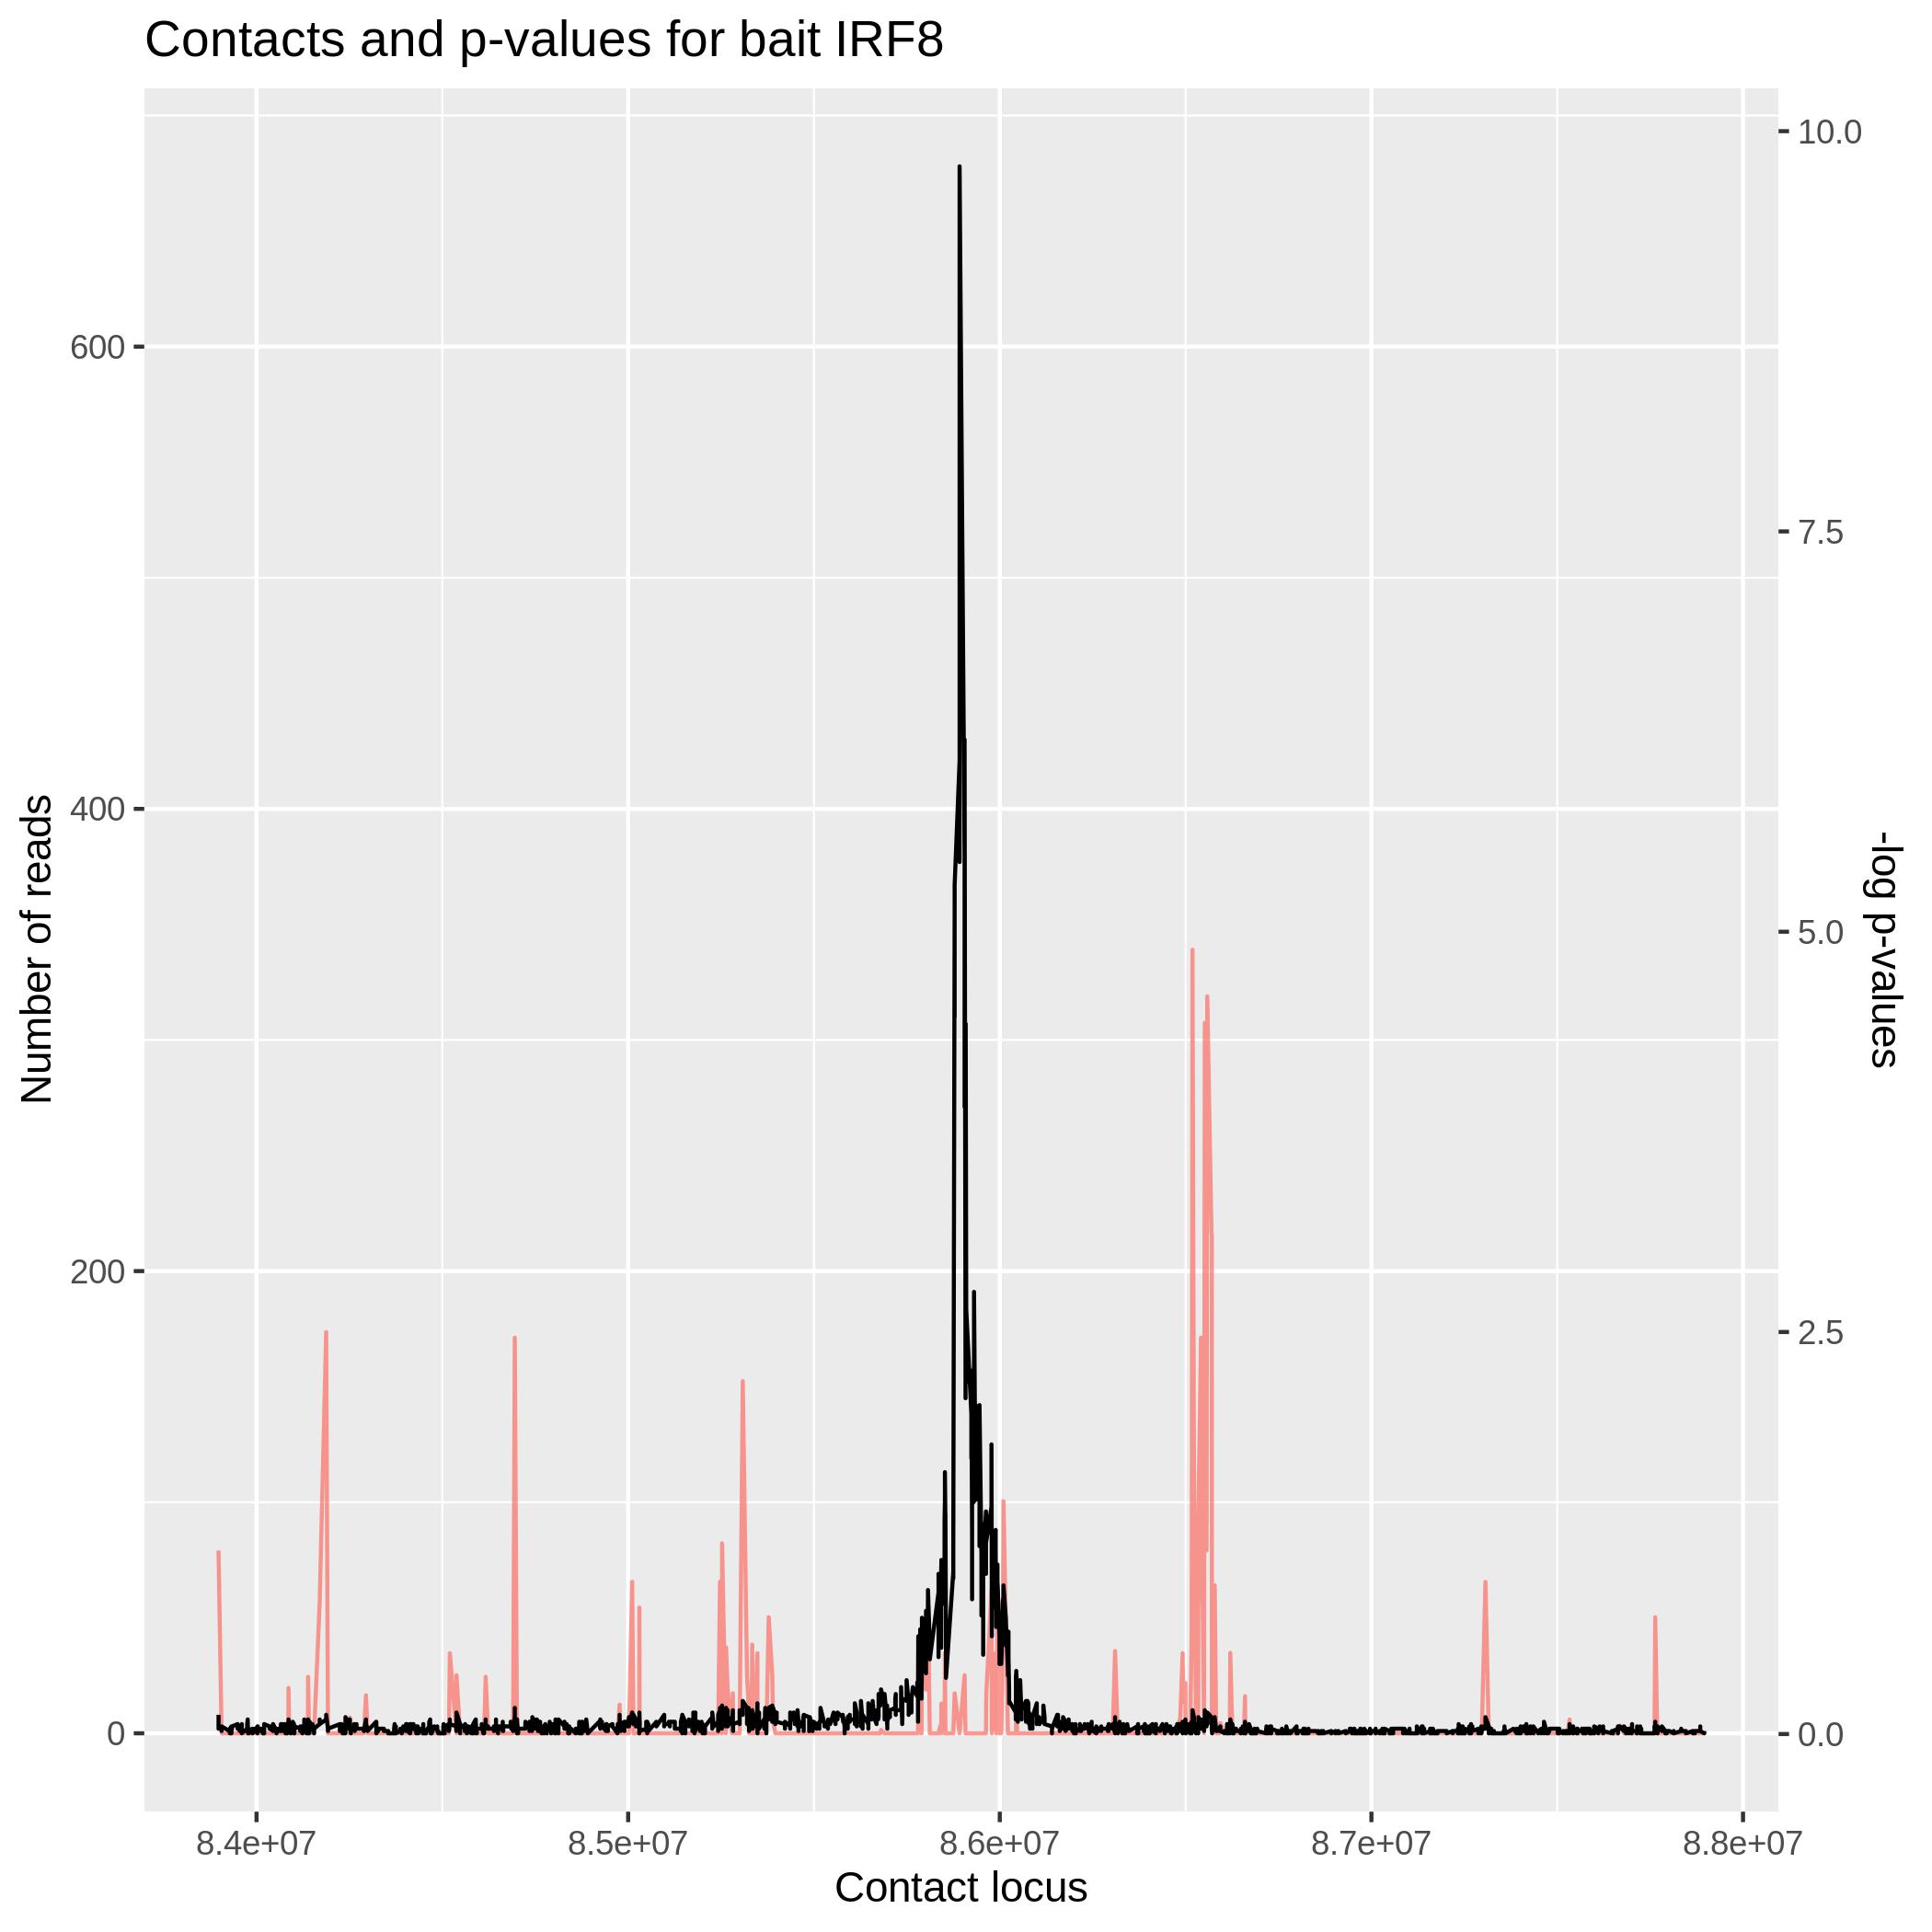 Contacts and p-values for bait IRF8
Number of reads
600
400
200
0
10.0
7.5
5.0
2.5
0.0
-log p-values
8.4e+07 8.5e+07 8.6e+07 8.7e+07 8.8e+07
Contact locus